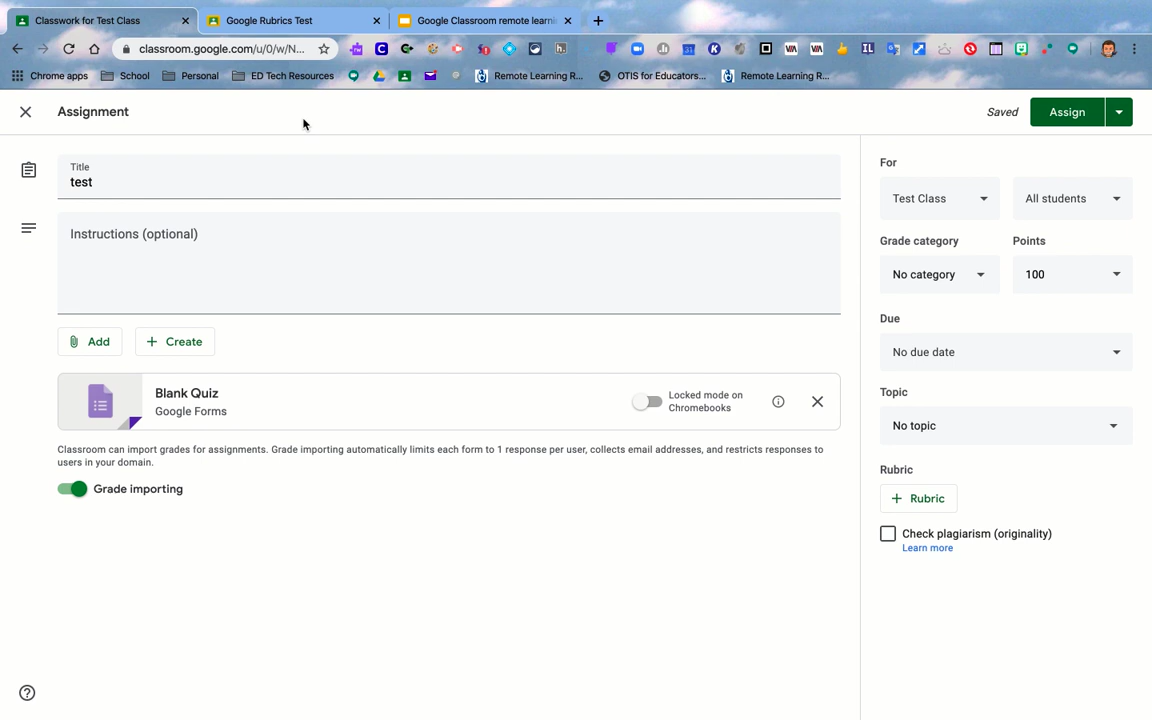 Classwork for Test Class
Google Rubrics Test
Google Classroom remote learni
classroom.google.com/u/0/w/N...
Chrome apps
School
Personal
ED Tech Resources
Remote Learning R...
OTIS for Educators...
Remote Learning R...
Assignment
Saved
Assign
Title
test
Instructions (optional)
Add
Create
Blank Quiz
Google Forms
Locked mode on
Chromebooks
Classroom can import grades for assignments. Grade importing automatically limits each form to 1 response per user, collects email addresses, and restricts responses to
users in your domain.
Grade importing
For
Test Class
All students
Grade category
Points
No category
100
Due
No due date
Topic
No topic
Rubric
Rubric
Check plagiarism (originality)
Learn more